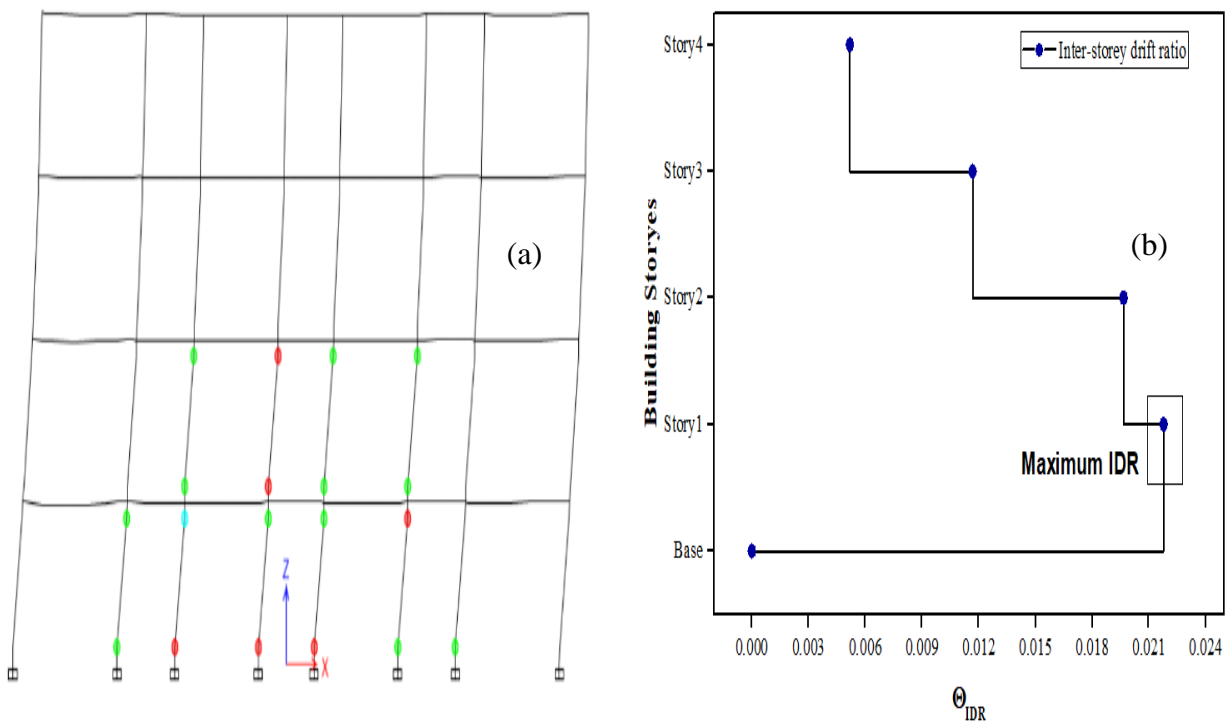 (a)
Z
X
Building Storyes
Story4
Story3
Story2
Story1
Base
Inter-storey drift ratio
(b)
Maximum IDR
0.000 0.003 0.006 0.009 0.012 0.015 0.018 0.021 0.024
Θ_IDR